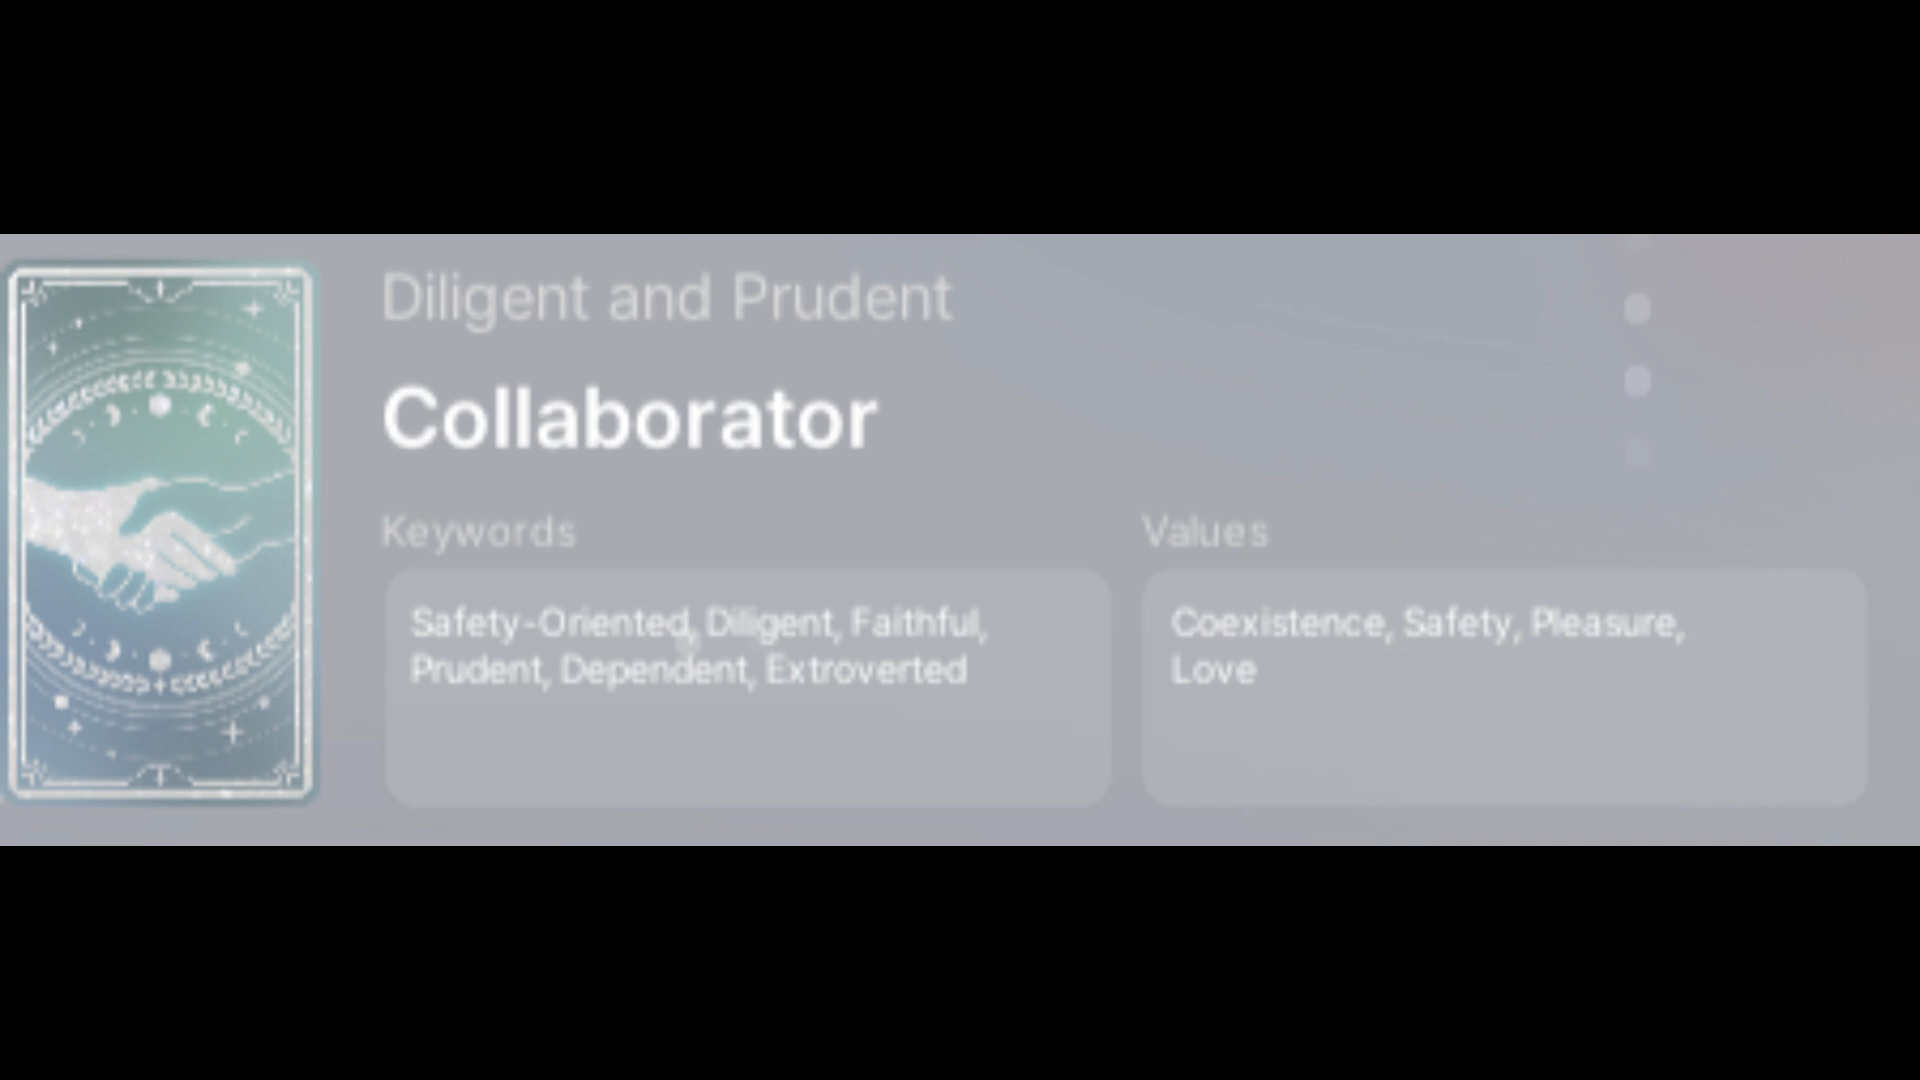 Diligent and Prudent
Collaborator
Keywords
Values
Safety-Oriented, Diligent, Faithful,
Prudent, Dependent, Extroverted
Coexistence, Safety, Pleasure,
Love